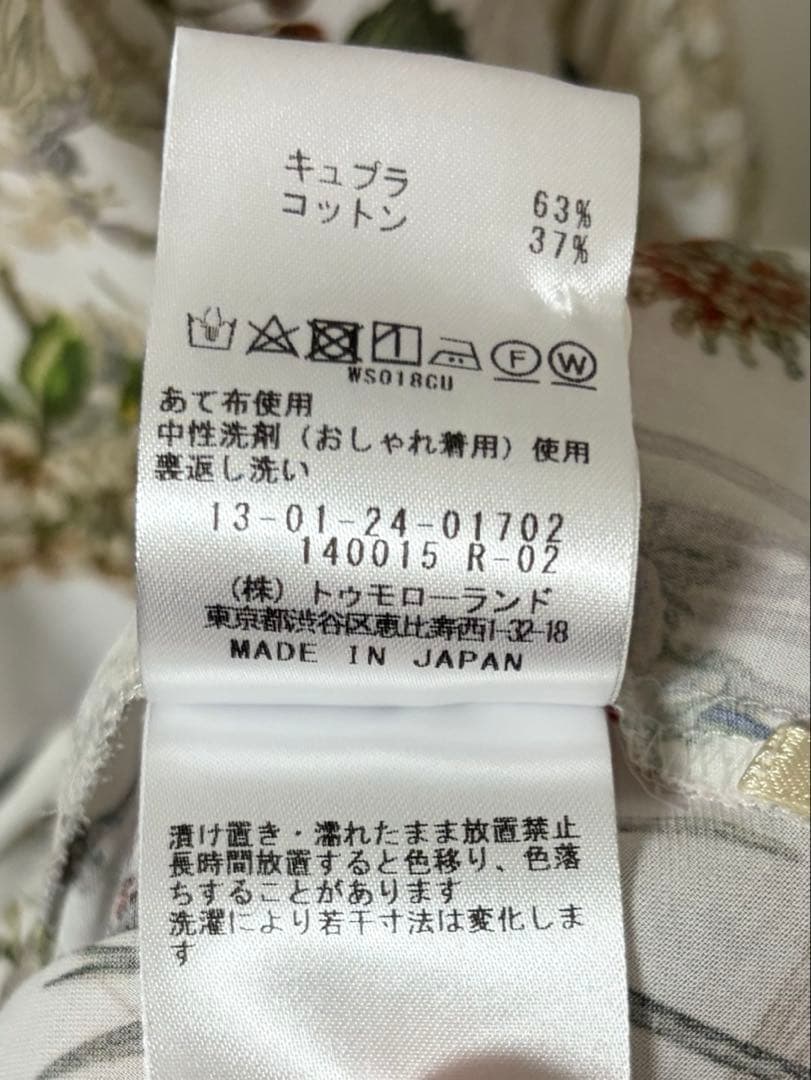 キュプラ 63%
コットン 37%
F W
WS018CU
あて布使用
中性洗剤（おしゃれ着用）使用
裏返し洗い
13-01-24-01702
140015 R-02
（株）トゥモローランド
東京都渋谷区恵比寿西1-32-18
MADE IN JAPAN
漬け置き・濡れたまま放置禁止
長時間放置すると色移り、色落
ちすることがあります
洗濯により若干寸法は変化しま
す